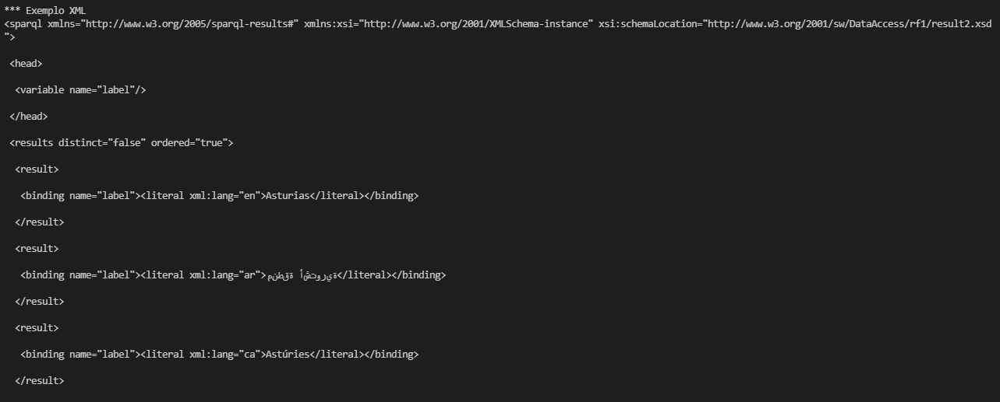 *** Exemplo XML
<sparql xmlns="http://www.w3.org/2005/sparql-results#" xmlns:xsi="http://www.w3.org/2001/XMLSchema-instance" xsi:schemaLocation="http://www.w3.org/2001/sw/DataAccess/rf1/result2.xsd
">
<head>
<variable name="label"/>
</head>
<results distinct="false" ordered="true">
<result>
<binding name="label"><literal xml:lang="en">Asturias</literal></binding>
</result>
<result>
<binding name="label"><literal xml:lang="ar">منطقة أشتورية</literal></binding>
</result>
<result>
<binding name="label"><literal xml:lang="ca">Astúries</literal></binding>
</result>